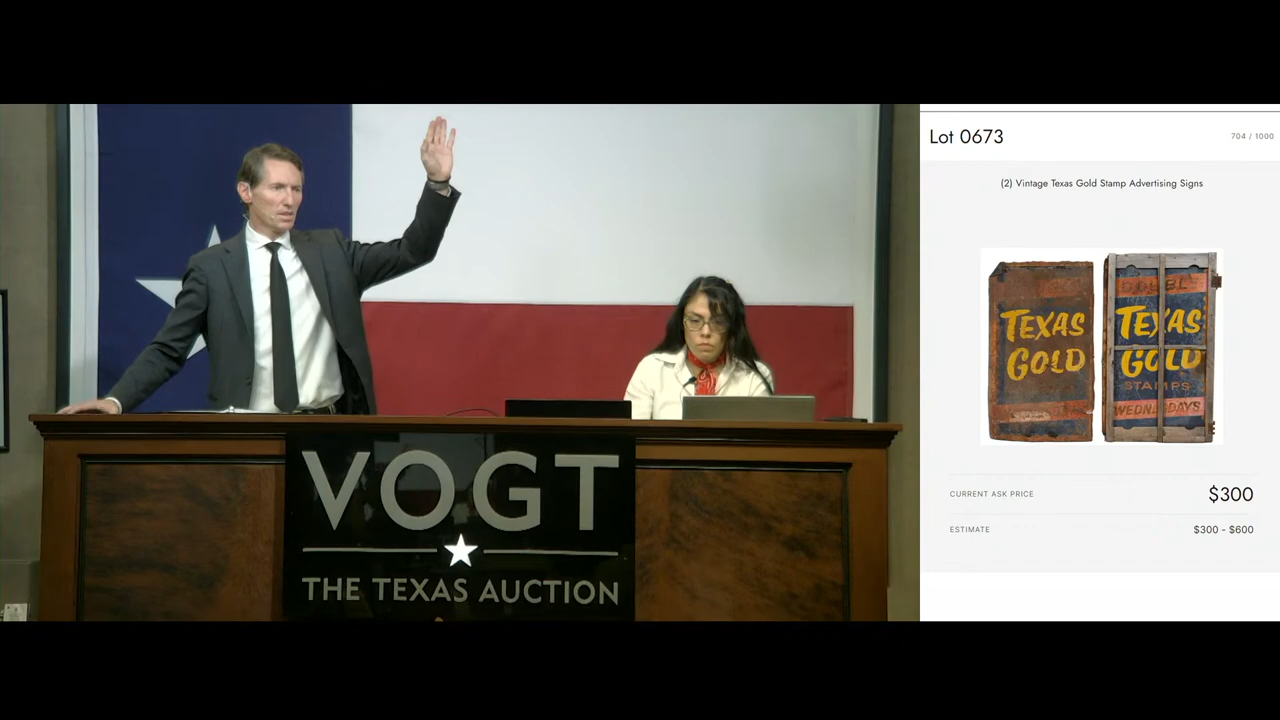 VOGT
THE TEXAS AUCTION
Lot 0673
704 / 1000
(2) Vintage Texas Gold Stamp Advertising Signs
TEXAS
GOLD
DOUBL
TEXAS
GOLD
STAMPS
WEDNESDAYS
CURRENT ASK PRICE
$300
ESTIMATE
$300 - $600